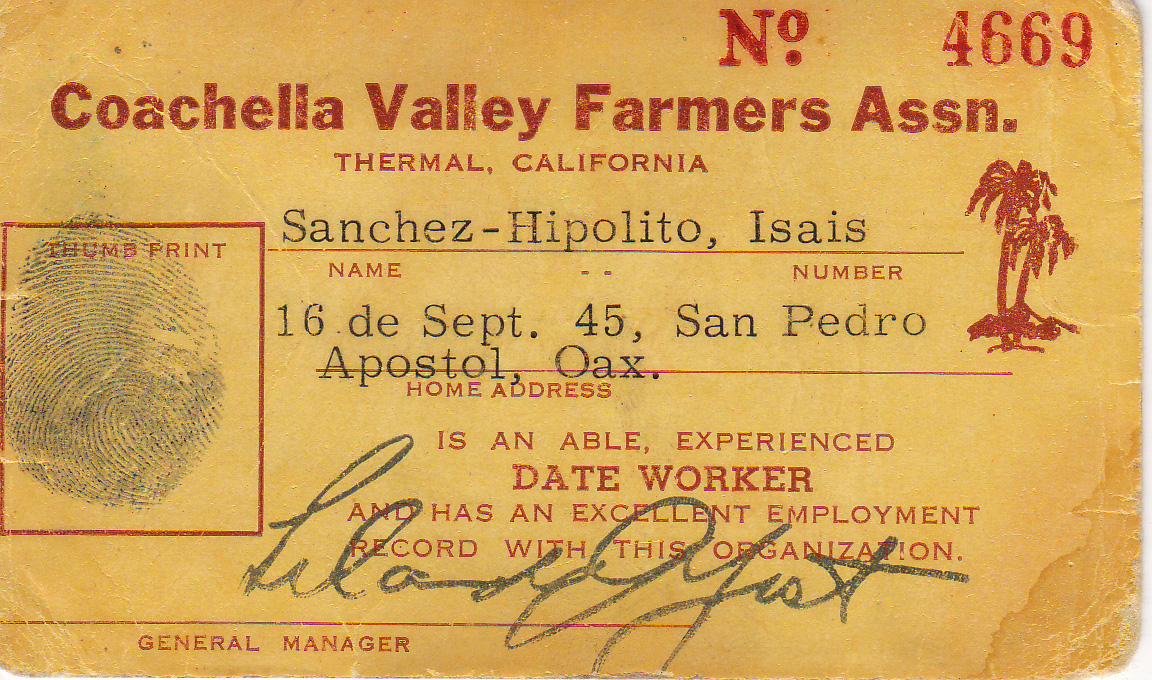 Nº 4669
Coachella Valley Farmers Assn.
THERMAL, CALIFORNIA
THUMB PRINT
Sanchez-Hipolito, Isais
NAME -- NUMBER
16 de Sept. 45, San Pedro
Apostol, Oax.
HOME ADDRESS
IS AN ABLE, EXPERIENCED
DATE WORKER
AND HAS AN EXCELLENT EMPLOYMENT
RECORD WITH THIS ORGANIZATION.
GENERAL MANAGER